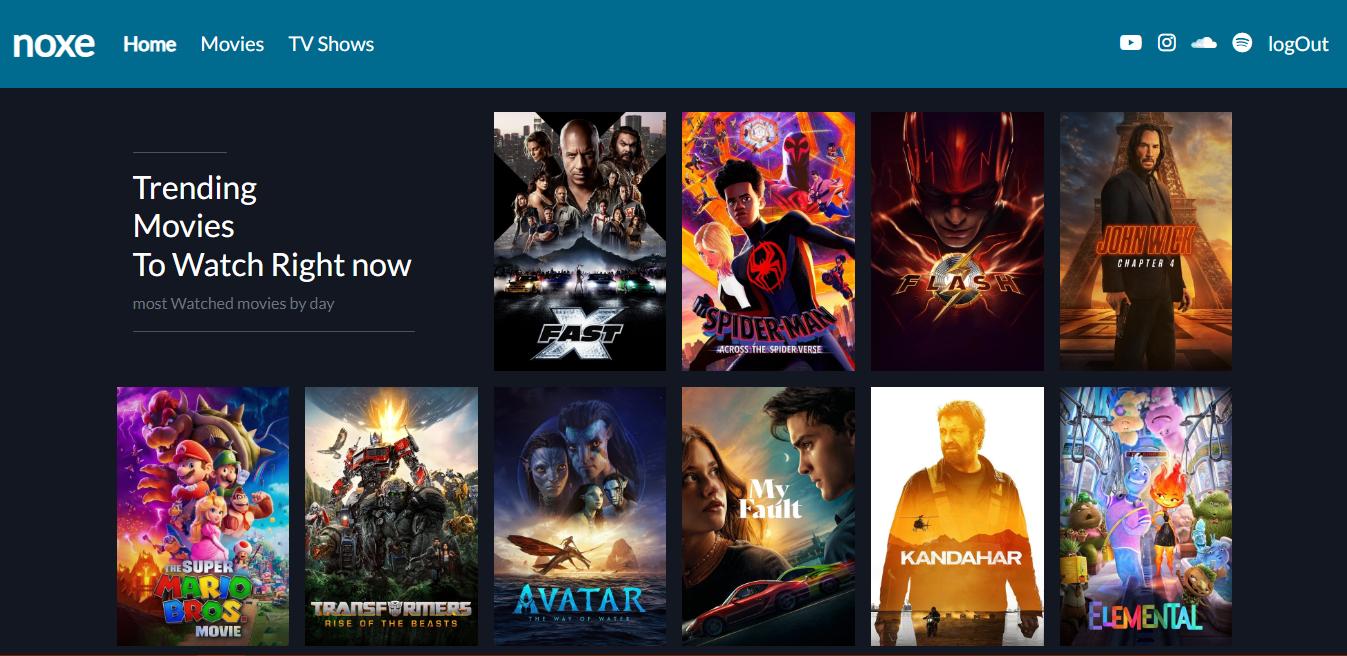 noxe Home Movies TV Shows logOut
Trending
Movies
To Watch Right now
most Watched movies by day
FAST X
SPIDER-MAN
ACROSS THE SPIDER-VERSE
FLASH
JOHN WICK
CHAPTER 4
THE SUPER
MARIO
BROS.
MOVIE
TRANSFORMERS
RISE OF THE BEASTS
AVATAR
THE WAY OF WATER
My
Fault
KANDAHAR
ELEMENTAL